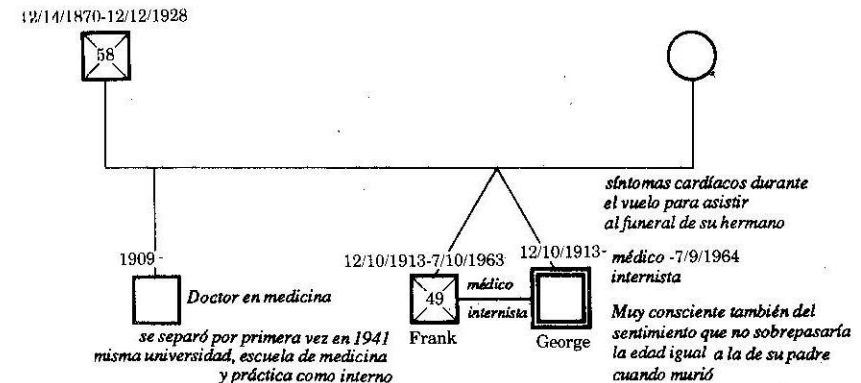 12/14/1870-12/12/1928
58
síntomas cardíacos durante
el vuelo para asistir
al funeral de su hermano
1909-
12/10/1913-7/10/1963
12/10/1913-
médico -7/9/1964
internista
Doctor en medicina
49
médico
internista
Frank
George
se separó por primera vez en 1941
misma universidad, escuela de medicina
y práctica como interno
Muy consciente también del
sentimiento que no sobrepasaría
la edad igual a la de su padre
cuando murió